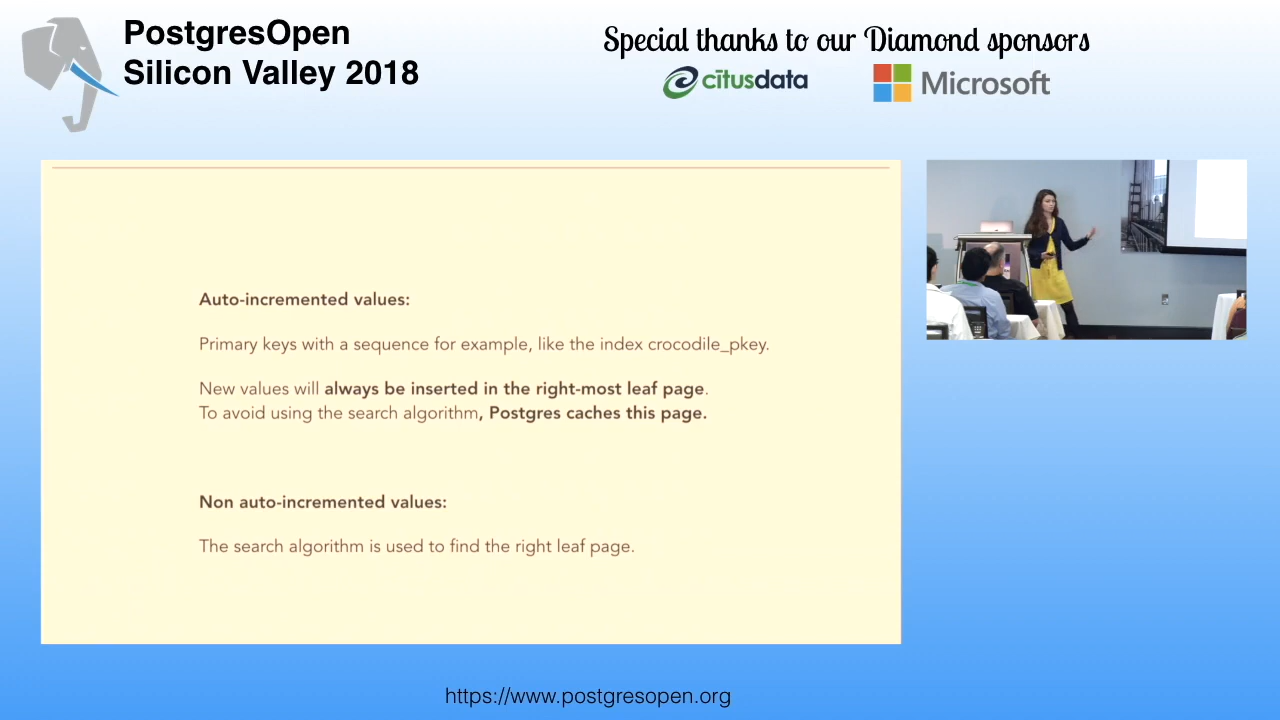 PostgresOpen
Silicon Valley 2018
Special thanks to our Diamond sponsors
citusdata
Microsoft
Auto-incremented values:
Primary keys with a sequence for example, like the index crocodile_pkey.
New values will always be inserted in the right-most leaf page.
To avoid using the search algorithm, Postgres caches this page.
Non auto-incremented values:
The search algorithm is used to find the right leaf page.
https://www.postgresopen.org